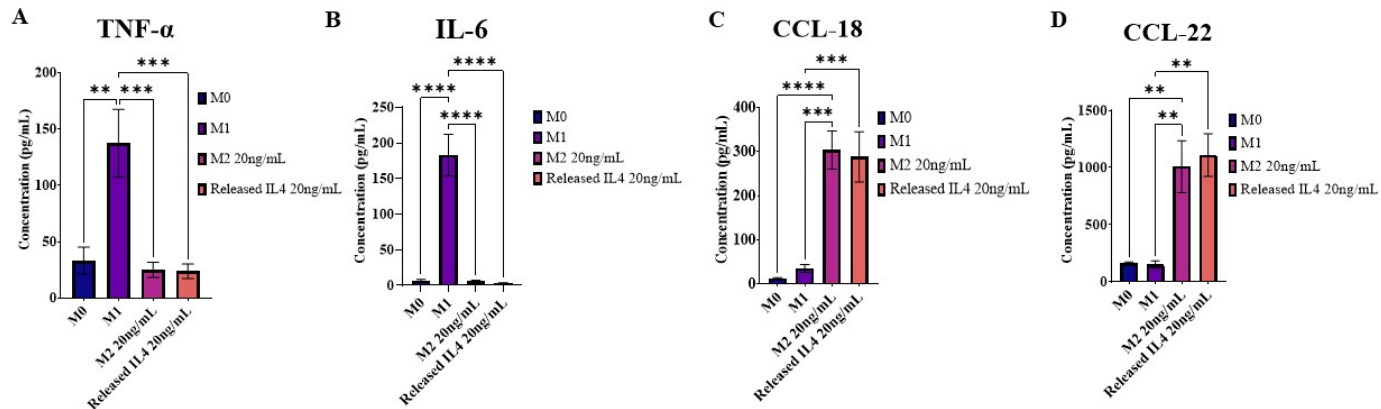 A
TNF-α
***
** ***
200
150
100
50
0
Concentration (pg/mL)
M0
M1
M2 20ng/mL
Released IL4 20ng/mL
M0
M1
M2 20ng/mL
Released IL4 20ng/mL
B
IL-6
****
****
****
250
200
150
100
50
0
Concentration (pg/mL)
M0
M1
M2 20ng/mL
Released IL4 20ng/mL
M0
M1
M2 20ng/mL
Released IL4 20ng/mL
C
CCL-18
***
****
***
400
300
200
100
0
Concentration (pg/mL)
M0
M1
M2 20ng/mL
Released IL4 20ng/mL
M0
M1
M2 20ng/mL
Released IL4 20ng/mL
D
CCL-22
**
**
**
1500
1000
500
0
Concentration (pg/mL)
M0
M1
M2 20ng/mL
Released IL4 20ng/mL
M0
M1
M2 20ng/mL
Released IL4 20ng/mL